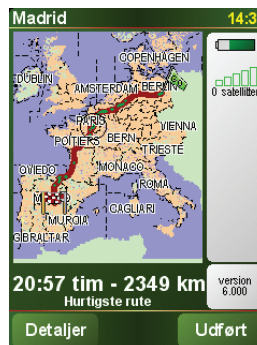 Madrid 14:3
COPENHAGEN
DUBLIN
AMSTERDAM BERLIN
PARIS
VIENNA
POITIERS BERN
TRIESTE
MONACO
OVIEDO
ROMA
CAGLIARI
MURCIA
GIBRALTAR
0 satellitter
20:57 tim - 2349 km
Hurtigste rute
version
6.000
Detaljer Udført